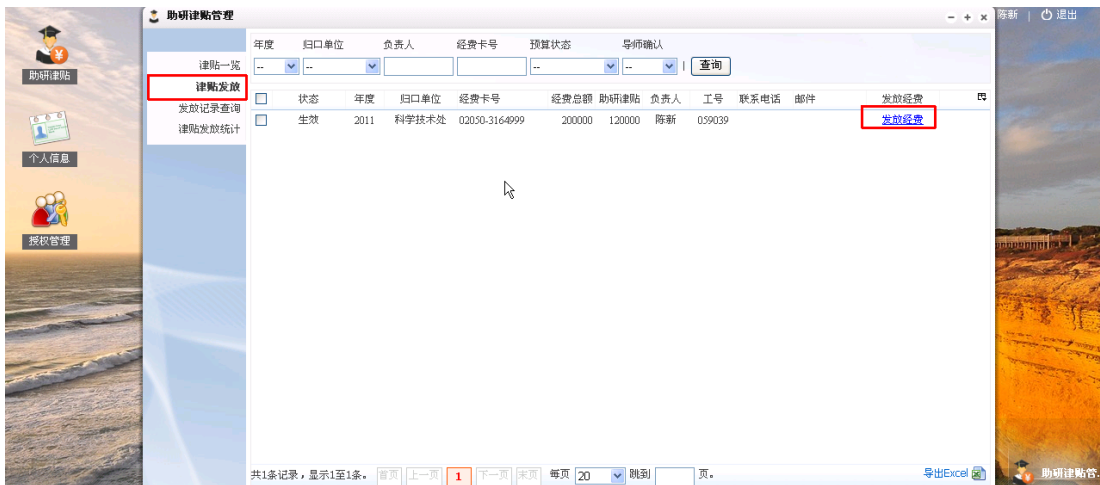 助研津贴管理
陈新 | 退出
助研津贴
个人信息
授权管理
津贴一览
津贴发放
发放记录查询
津贴发放统计
年度 归口单位 负责人 经费卡号 预算状态 导师确认
-- -- -- -- | 查询
状态 年度 归口单位 经费卡号 经费总额 助研津贴 负责人 工号 联系电话 邮件 发放经费
生效 2011 科学技术处 02050-3164999 200000 120000 陈新 059039 发放经费
共1条记录，显示1至1条。 首页 上一页 1 下一页 末页 每页 20 跳到 页。 导出Excel
助研津贴管.